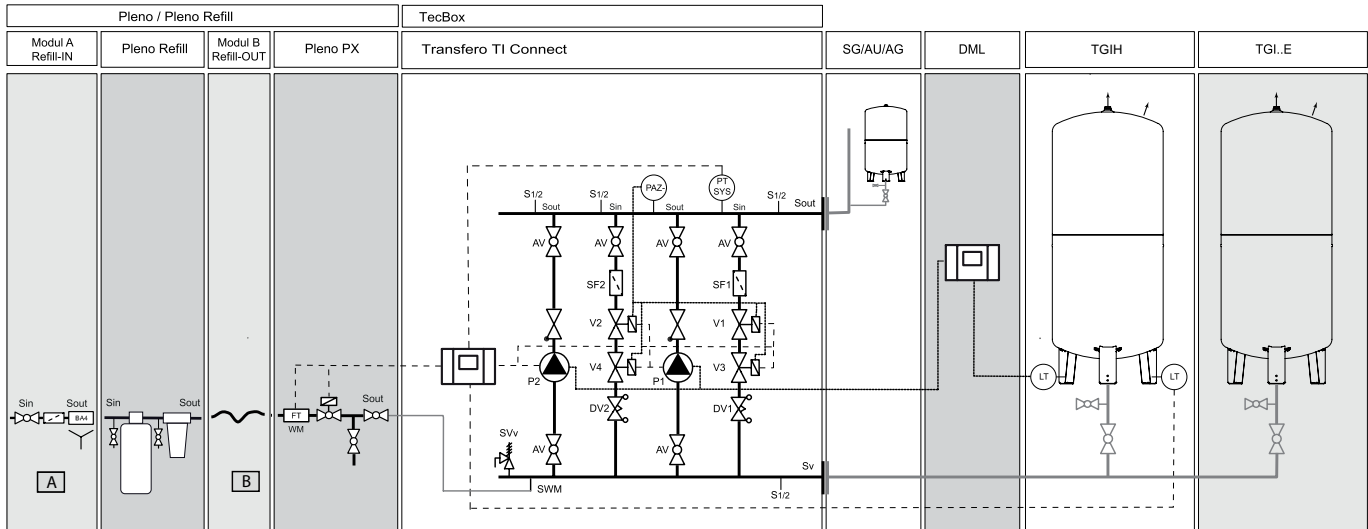 Pleno / Pleno Refill
TecBox
Modul A
Refill-IN
Pleno Refill
Modul B
Refill-OUT
Pleno PX
Transfero TI Connect
SG/AU/AG
DML
TGIH
TGI..E
S1/2
Sout
S1/2
Sin
PAZ-
Sout
PT
SYS
Sin
S1/2
Sout
AV
AV
AV
AV
SF2
SF1
V2
V1
V4
V3
P2
P1
LT
LT
DV2
DV1
Sin
Sout
BA4
Sin
Sout
FT
WM
Sout
SVv
AV
AV
Sv
A
B
SWM
S1/2